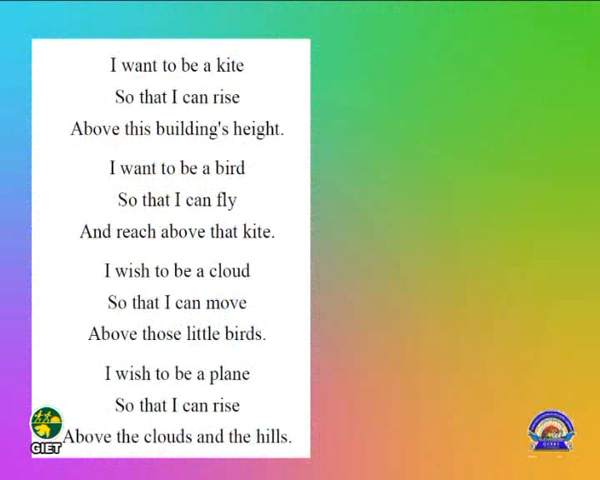 I want to be a kite
So that I can rise
Above this building's height.
I want to be a bird
So that I can fly
And reach above that kite.
I wish to be a cloud
So that I can move
Above those little birds.
I wish to be a plane
So that I can rise
Above the clouds and the hills.
GIET